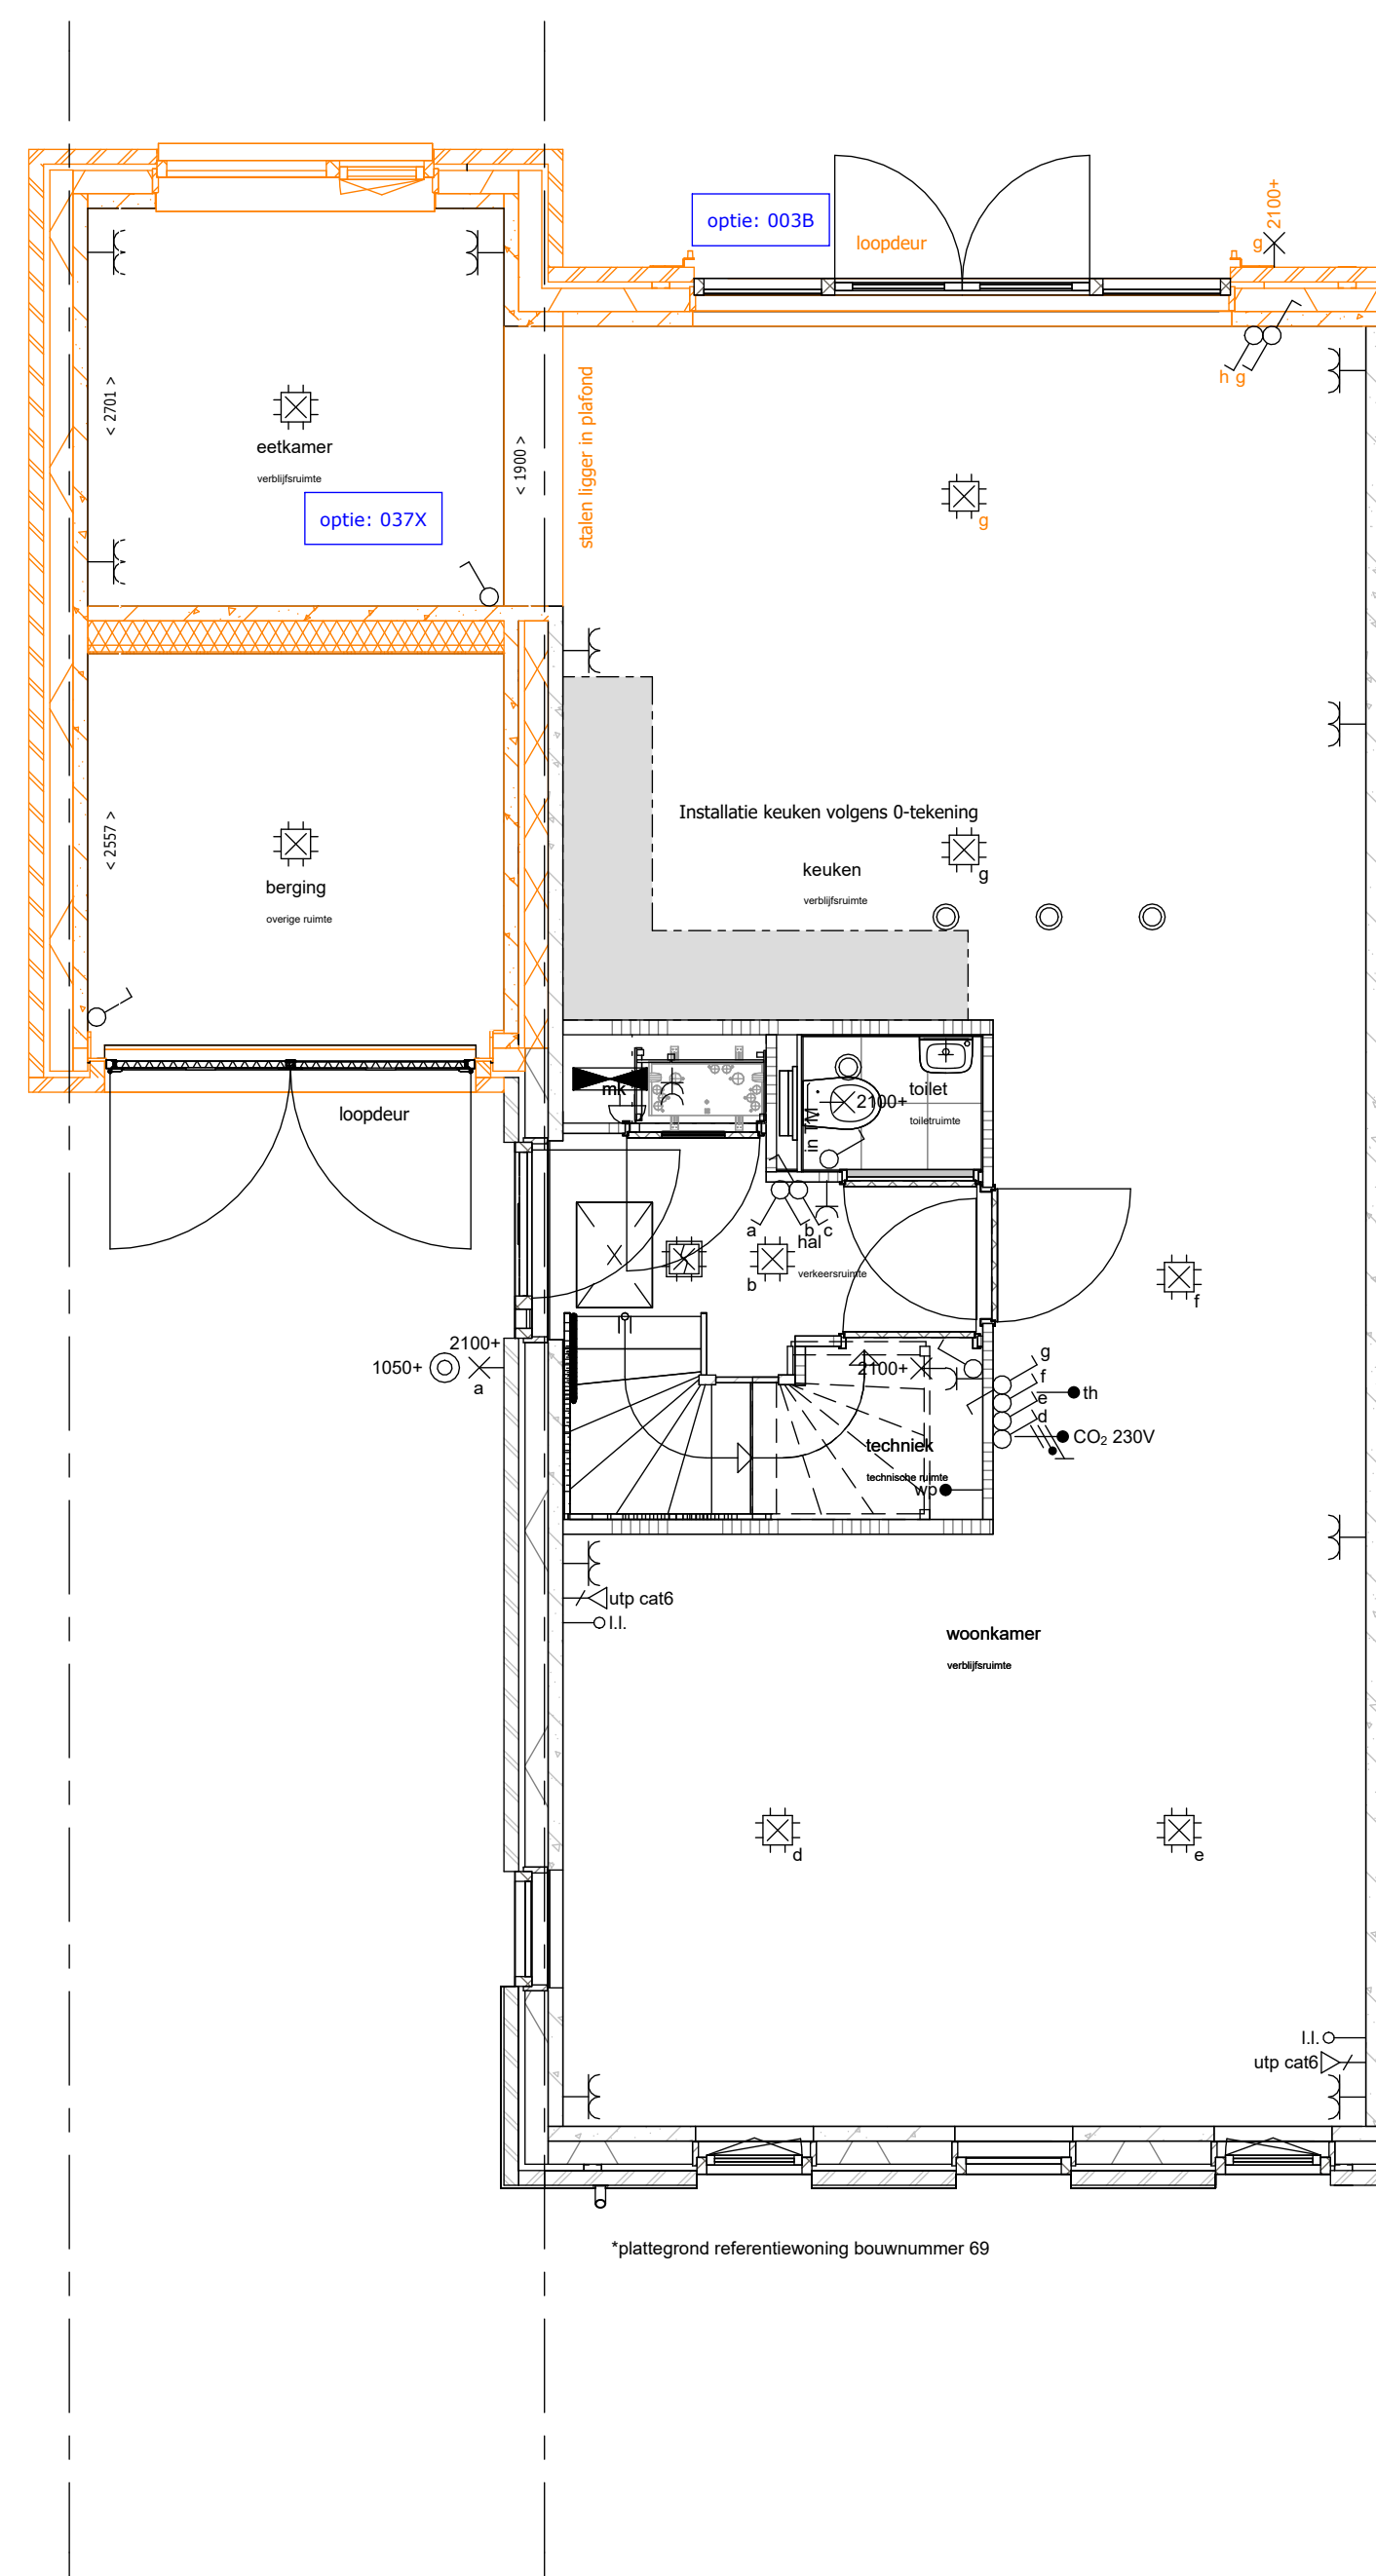 2100+
g
optie: 003B
loopdeur
h g
< 2701 >
eetkamer
verblijfsruimte
< 1900 >
stalen ligger in plafond
optie: 037X
g
Installatie keuken volgens 0-tekening
< 2557 >
keuken
verblijfsruimte
g
berging
overige ruimte
loopdeur
mk
toilet
2100+
toiletruimte
a
b
c
hal
verkeersruimte
b
f
2100+
1050+
a
2100+
g
f
e
d
th
CO₂ 230V
techniek
technische ruimte
wp
utp cat6
l.l.
woonkamer
verblijfsruimte
d
e
l.l.
utp cat6
*plattegrond referentiewoning bouwnummer 69